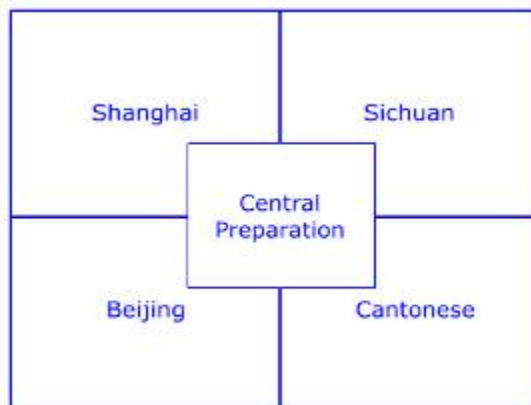 Shanghai
Sichuan
Central
Preparation
Beijing
Cantonese